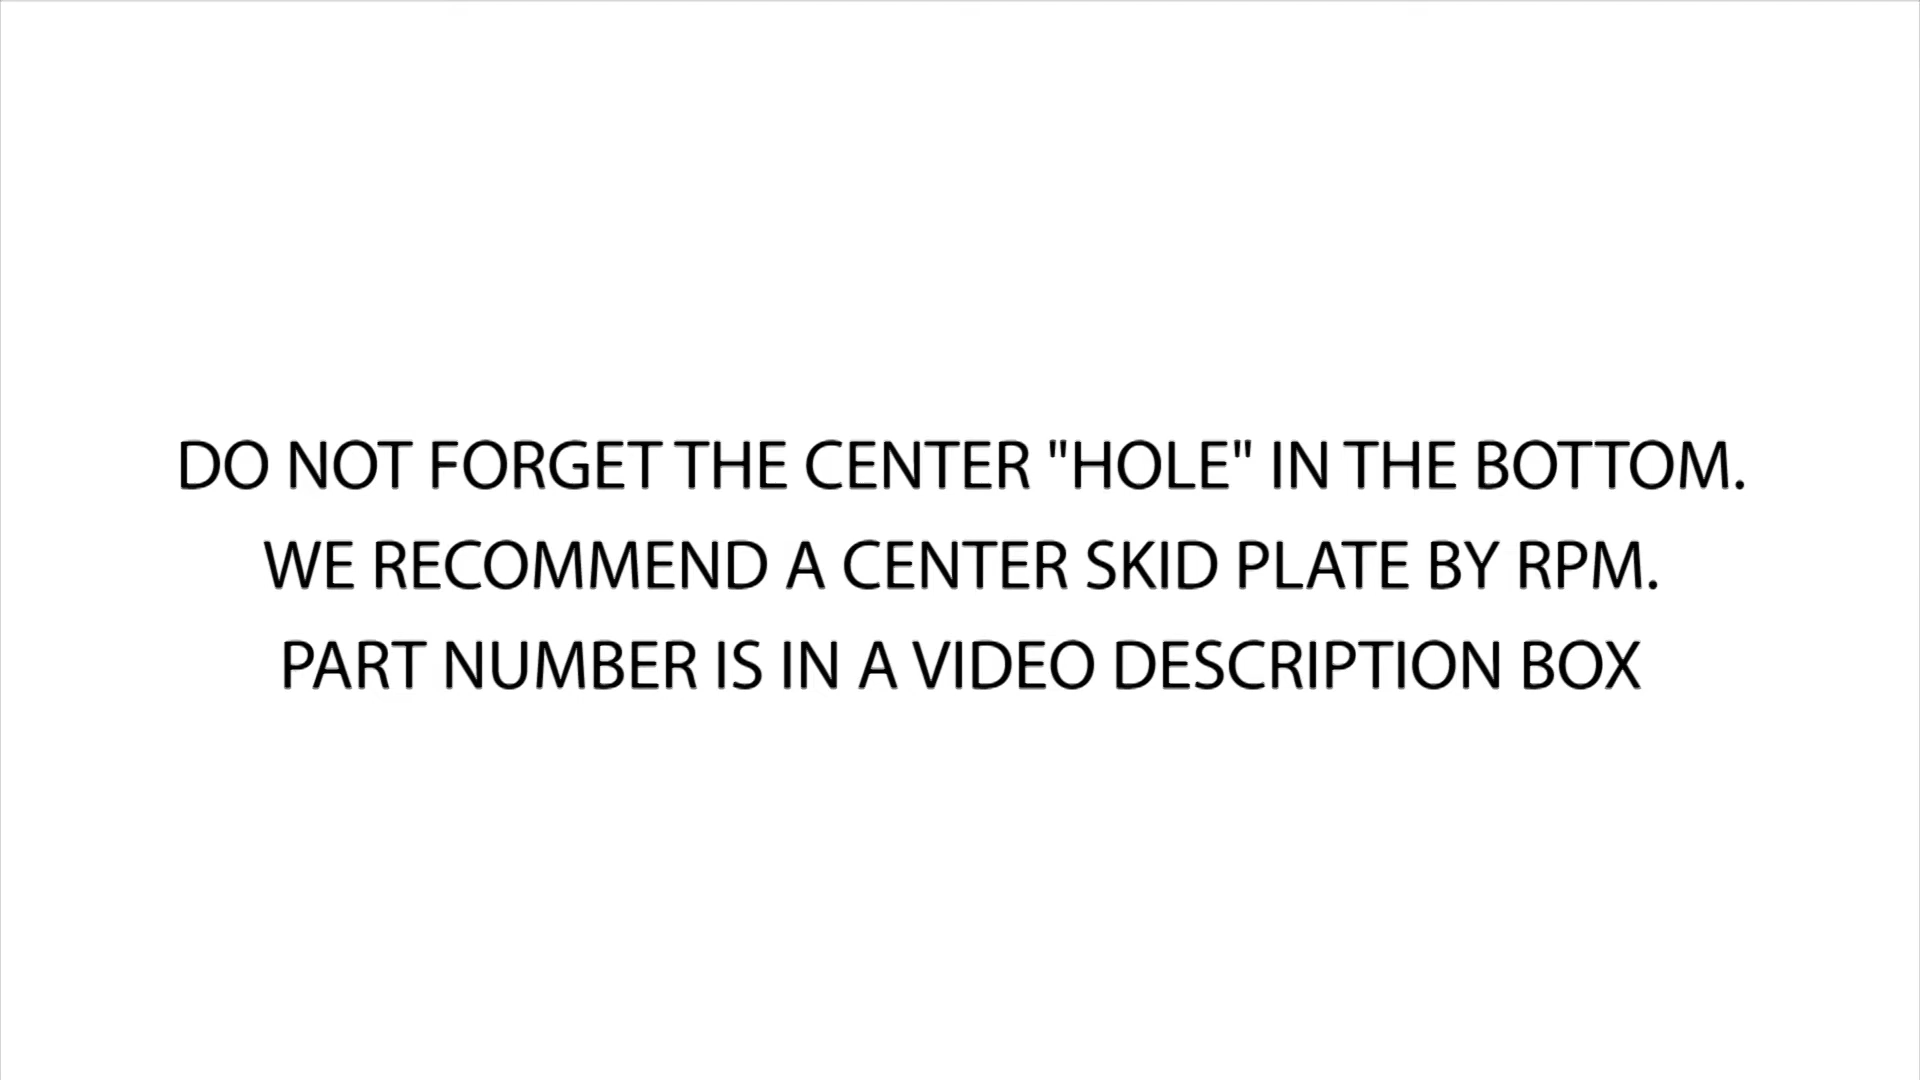 DO NOT FORGET THE CENTER "HOLE" IN THE BOTTOM.
WE RECOMMEND A CENTER SKID PLATE BY RPM.
PART NUMBER IS IN A VIDEO DESCRIPTION BOX